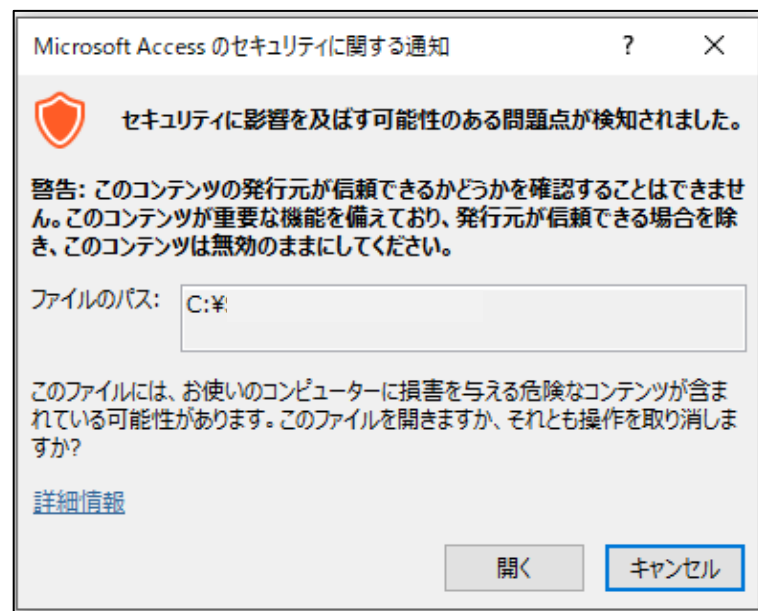 Microsoft Access のセキュリティに関する通知
セキュリティに影響を及ぼす可能性のある問題点が検知されました。
警告: このコンテンツの発行元が信頼できるかどうかを確認することはできませ
ん。このコンテンツが重要な機能を備えており、発行元が信頼できる場合を除
き、このコンテンツは無効のままにしてください。
ファイルのパス: C:¥
このファイルには、お使いのコンピューターに損害を与える危険なコンテンツが含ま
れている可能性があります。このファイルを開きますか、それとも操作を取り消しま
すか?
詳細情報
開く キャンセル